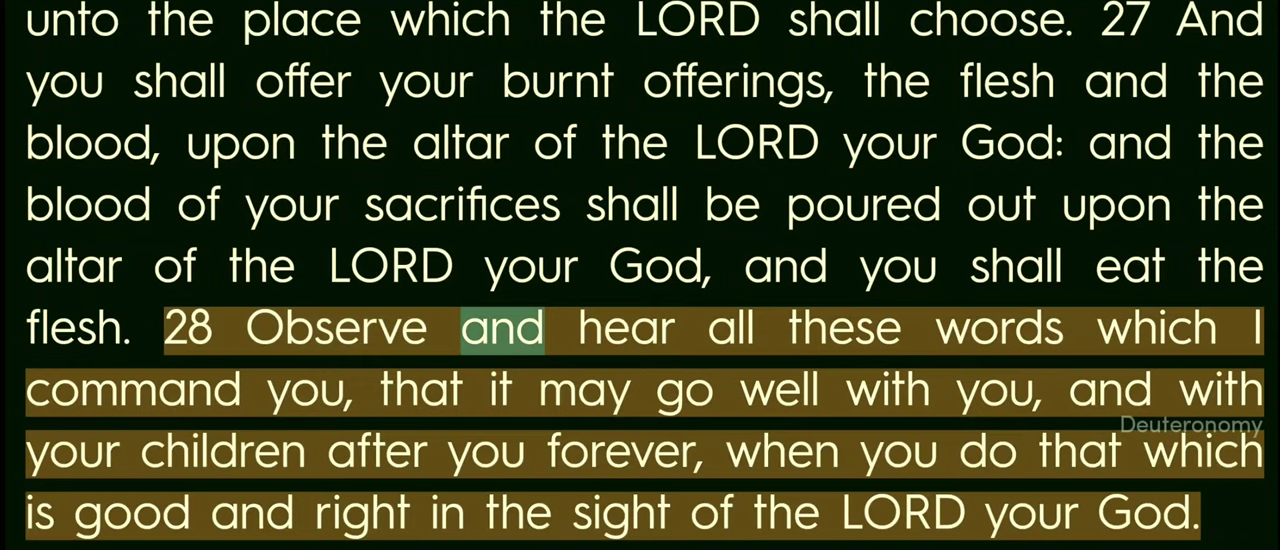 unto the place which the LORD shall choose. 27 And
you shall offer your burnt offerings, the flesh and the
blood, upon the altar of the LORD your God: and the
blood of your sacrifices shall be poured out upon the
altar of the LORD your God, and you shall eat the
flesh. 28 Observe and hear all these words which I
command you, that it may go well with you, and with
Deuteronomy
your children after you forever, when you do that which
is good and right in the sight of the LORD your God.